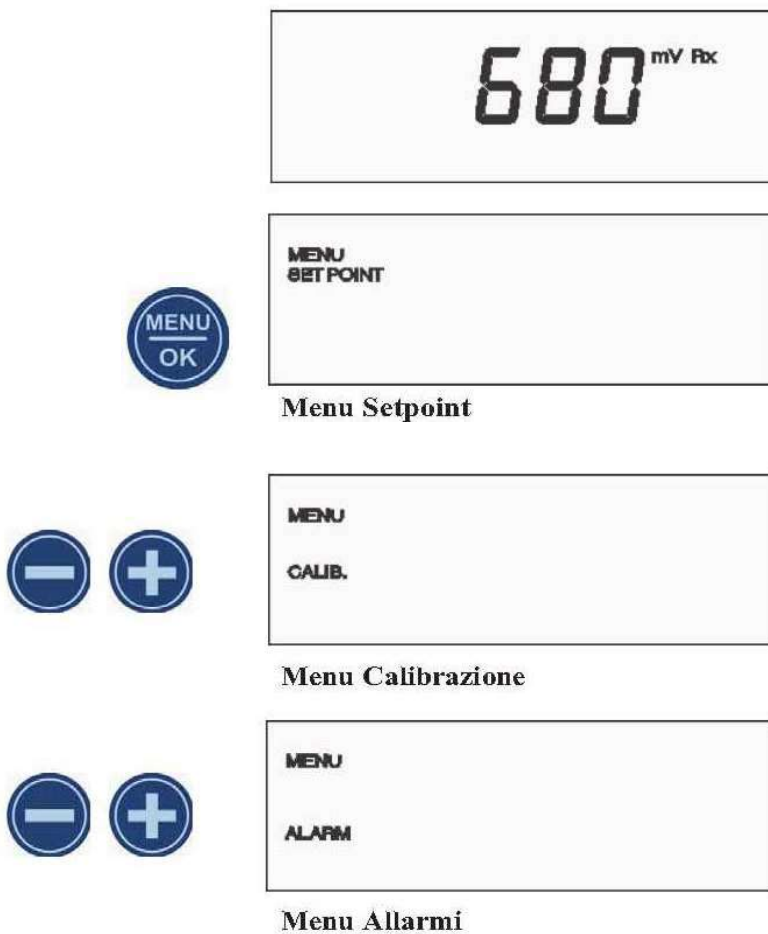 680 mV Rx
MENU
SET POINT
MENU
OK
Menu Setpoint
MENU
CALIB.
Menu Calibrazione
MENU
ALARM
Menu Allarmi